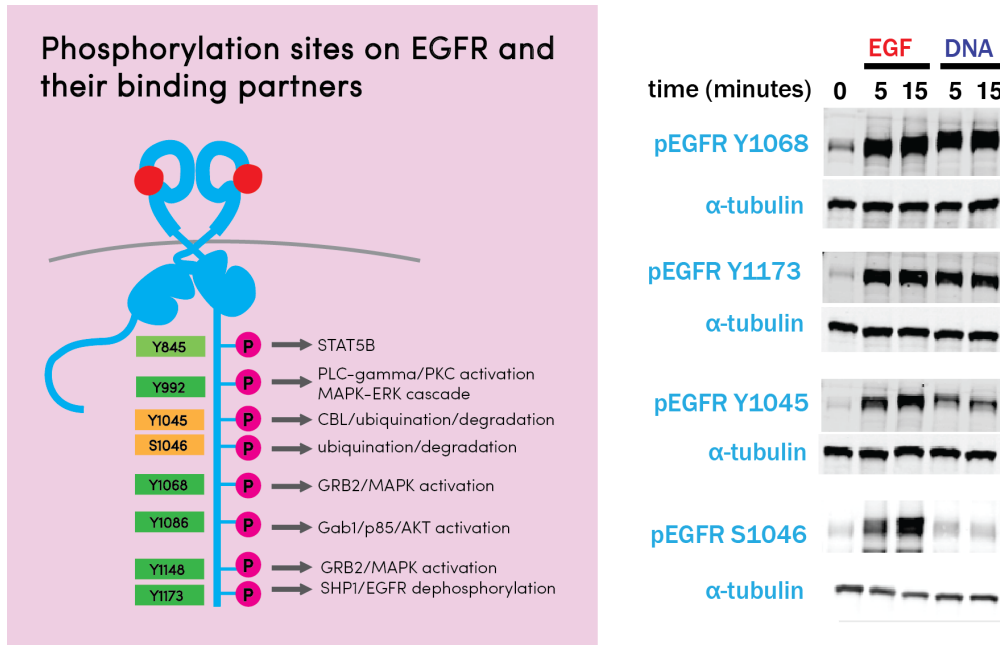 Phosphorylation sites on EGFR and
their binding partners
Y845 P STAT5B
Y992 P PLC-gamma/PKC activation
MAPK-ERK cascade
Y1045 P CBL/ubiquination/degradation
S1046 P ubiquination/degradation
Y1068 P GRB2/MAPK activation
Y1086 P Gab1/p85/AKT activation
Y1148 P GRB2/MAPK activation
Y1173 P SHP1/EGFR dephosphorylation
EGF DNA
time (minutes) 0 5 15 5 15
pEGFR Y1068
α-tubulin
pEGFR Y1173
α-tubulin
pEGFR Y1045
α-tubulin
pEGFR S1046
α-tubulin